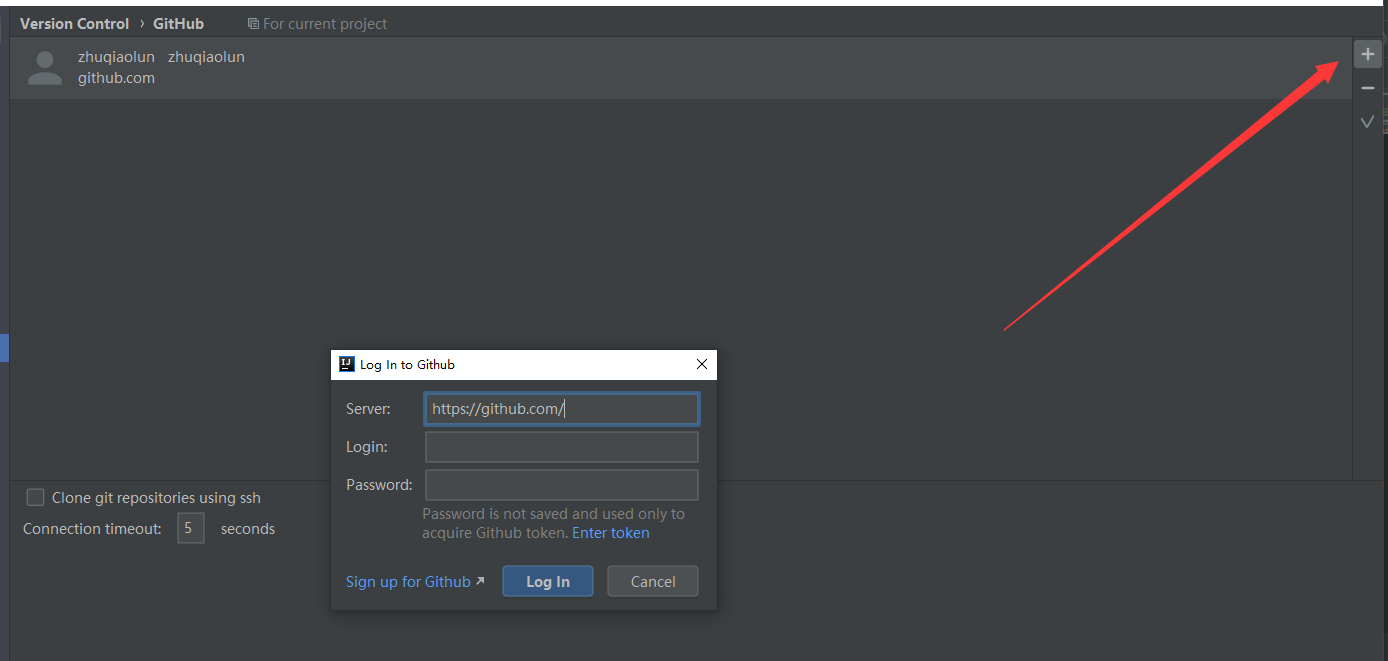 Version Control › GitHub For current project
zhuqiaolun zhuqiaolun
github.com
Log In to Github
Server: https://github.com/
Login:
Password:
Password is not saved and used only to
acquire Github token. Enter token
Sign up for Github Log In Cancel
Clone git repositories using ssh
Connection timeout: 5 seconds